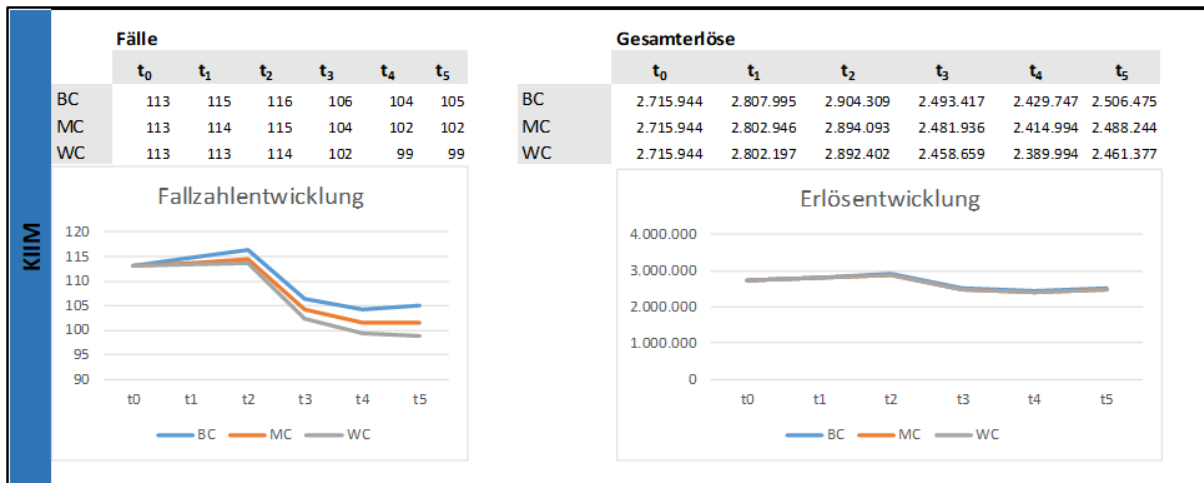 KIIM
Fälle
t₀ t₁ t₂ t₃ t₄ t₅
BC 113 115 116 106 104 105
MC 113 114 115 104 102 102
WC 113 113 114 102 99 99
Fallzahlentwicklung
120
115
110
105
100
95
90
t0 t1 t2 t3 t4 t5
BC MC WC
Gesamterlöse
t₀ t₁ t₂ t₃ t₄ t₅
BC 2.715.944 2.807.995 2.904.309 2.493.417 2.429.747 2.506.475
MC 2.715.944 2.802.946 2.894.093 2.481.936 2.414.994 2.488.244
WC 2.715.944 2.802.197 2.892.402 2.458.659 2.389.994 2.461.377
Erlösentwicklung
4.000.000
3.000.000
2.000.000
1.000.000
0
t0 t1 t2 t3 t4 t5
BC MC WC